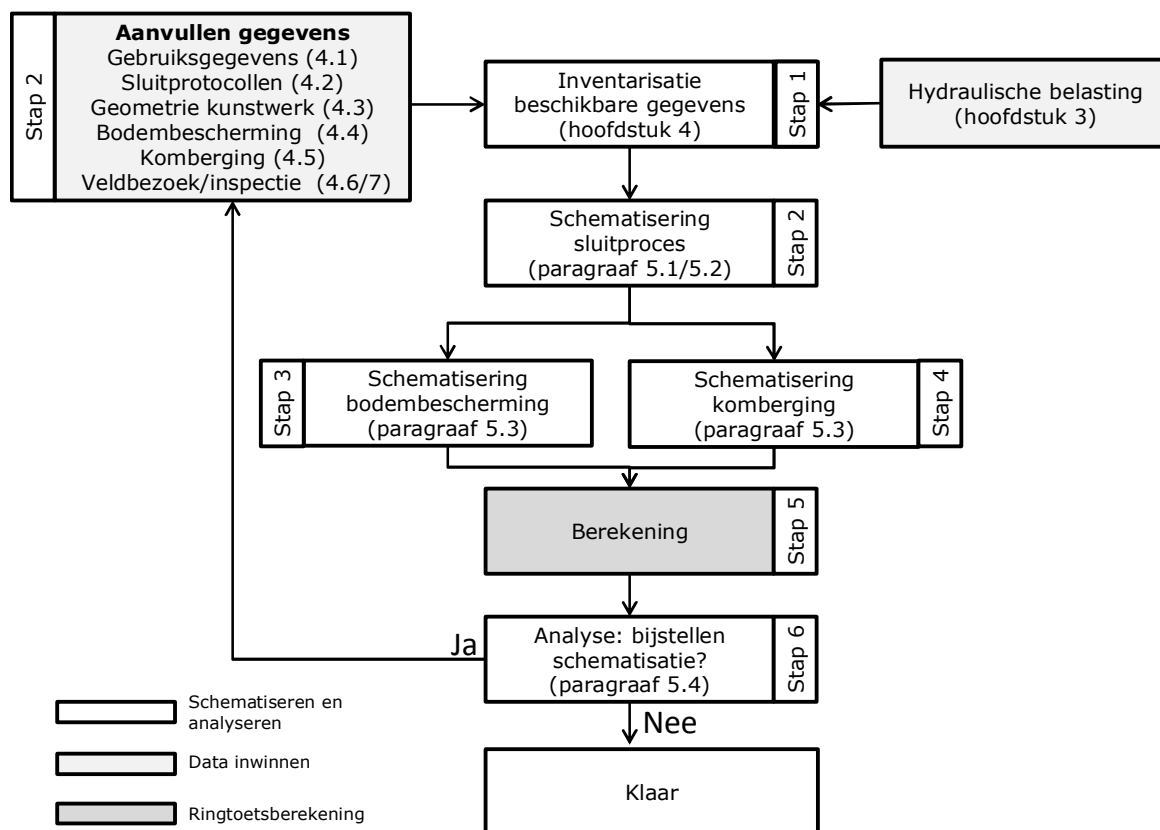 Stap 2
Aanvullen gegevens
Gebruiksgegevens (4.1)
Sluitprotocollen (4.2)
Geometrie kunstwerk (4.3)
Bodembescherming (4.4)
Komberging (4.5)
Veldbezoek/inspectie (4.6/7)
Inventarisatie
beschikbare gegevens
(hoofdstuk 4)
Stap 1
Hydraulische belasting
(hoofdstuk 3)
Schematisering
sluitproces
(paragraaf 5.1/5.2)
Stap 2
Stap 3
Schematisering
bodembescherming
(paragraaf 5.3)
Schematisering
komberging
(paragraaf 5.3)
Stap 4
Berekening
Stap 5
Ja
Analyse: bijstellen
schematisatie?
(paragraaf 5.4)
Stap 6
Nee
Klaar
Schematiseren en
analyseren
Data inwinnen
Ringtoetsberekening